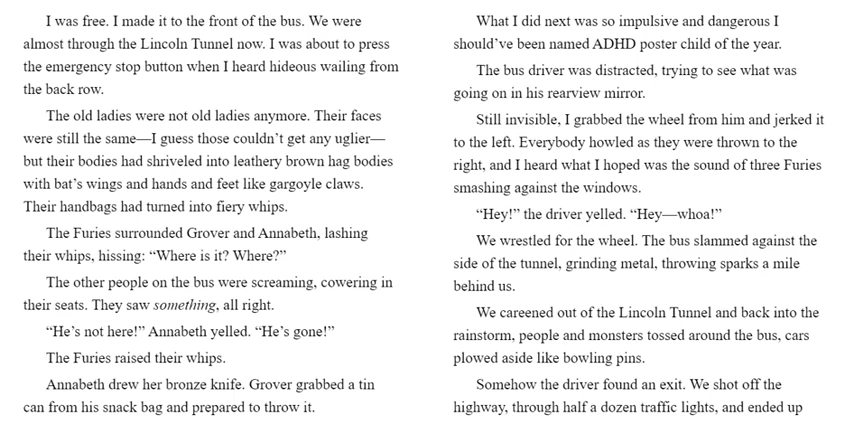 I was free. I made it to the front of the bus. We were
almost through the Lincoln Tunnel now. I was about to press
the emergency stop button when I heard hideous wailing from
the back row.
The old ladies were not old ladies anymore. Their faces
were still the same—I guess those couldn’t get any uglier—
but their bodies had shriveled into leathery brown hag bodies
with bat’s wings and hands and feet like gargoyle claws.
Their handbags had turned into fiery whips.
The Furies surrounded Grover and Annabeth, lashing
their whips, hissing: “Where is it? Where?”
The other people on the bus were screaming, cowering in
their seats. They saw something, all right.
“He’s not here!” Annabeth yelled. “He’s gone!”
The Furies raised their whips.
Annabeth drew her bronze knife. Grover grabbed a tin
can from his snack bag and prepared to throw it.
What I did next was so impulsive and dangerous I
should’ve been named ADHD poster child of the year.
The bus driver was distracted, trying to see what was
going on in his rearview mirror.
Still invisible, I grabbed the wheel from him and jerked it
to the left. Everybody howled as they were thrown to the
right, and I heard what I hoped was the sound of three Furies
smashing against the windows.
“Hey!” the driver yelled. “Hey—whoa!”
We wrestled for the wheel. The bus slammed against the
side of the tunnel, grinding metal, throwing sparks a mile
behind us.
We careened out of the Lincoln Tunnel and back into the
rainstorm, people and monsters tossed around the bus, cars
plowed aside like bowling pins.
Somehow the driver found an exit. We shot off the
highway, through half a dozen traffic lights, and ended up